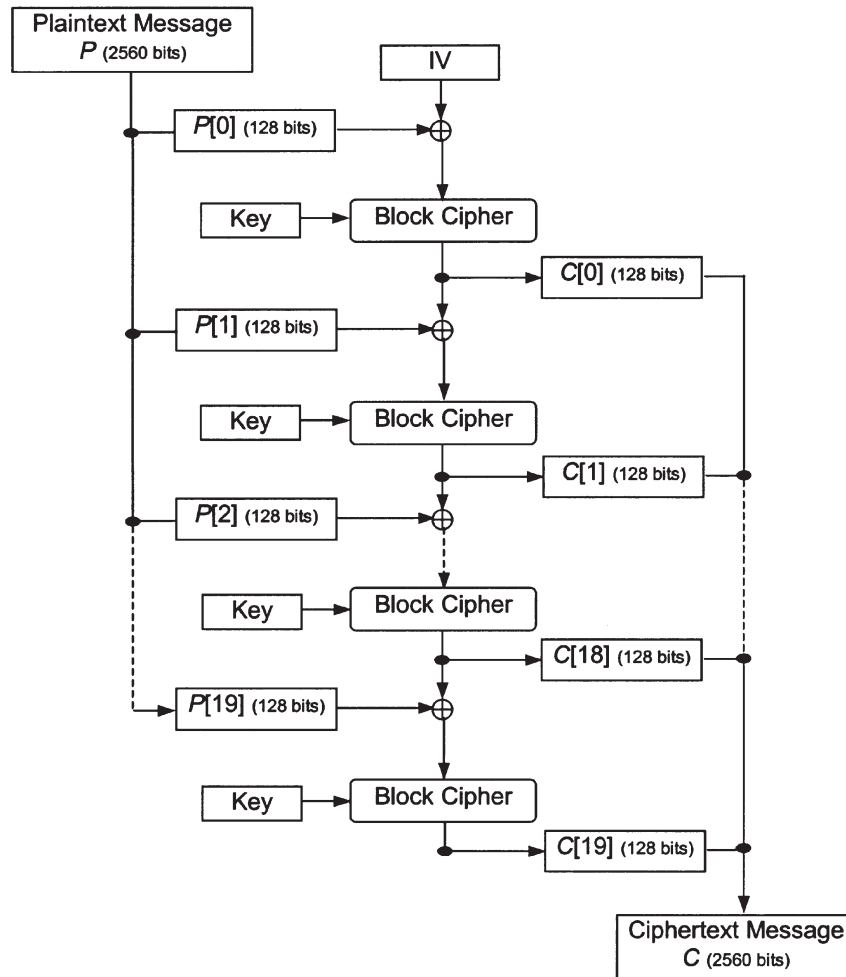 Plaintext Message
P (2560 bits)
IV
P[0] (128 bits)
Key
Block Cipher
C[0] (128 bits)
P[1] (128 bits)
Key
Block Cipher
C[1] (128 bits)
P[2] (128 bits)
Key
Block Cipher
C[18] (128 bits)
P[19] (128 bits)
Key
Block Cipher
C[19] (128 bits)
Ciphertext Message
C (2560 bits)